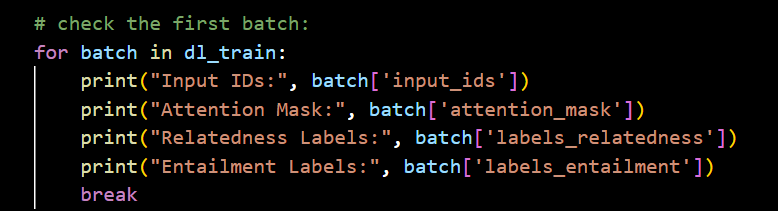 # check the first batch:
for batch in dl_train:
    print("Input IDs:", batch['input_ids'])
    print("Attention Mask:", batch['attention_mask'])
    print("Relatedness Labels:", batch['labels_relatedness'])
    print("Entailment Labels:", batch['labels_entailment'])
    break